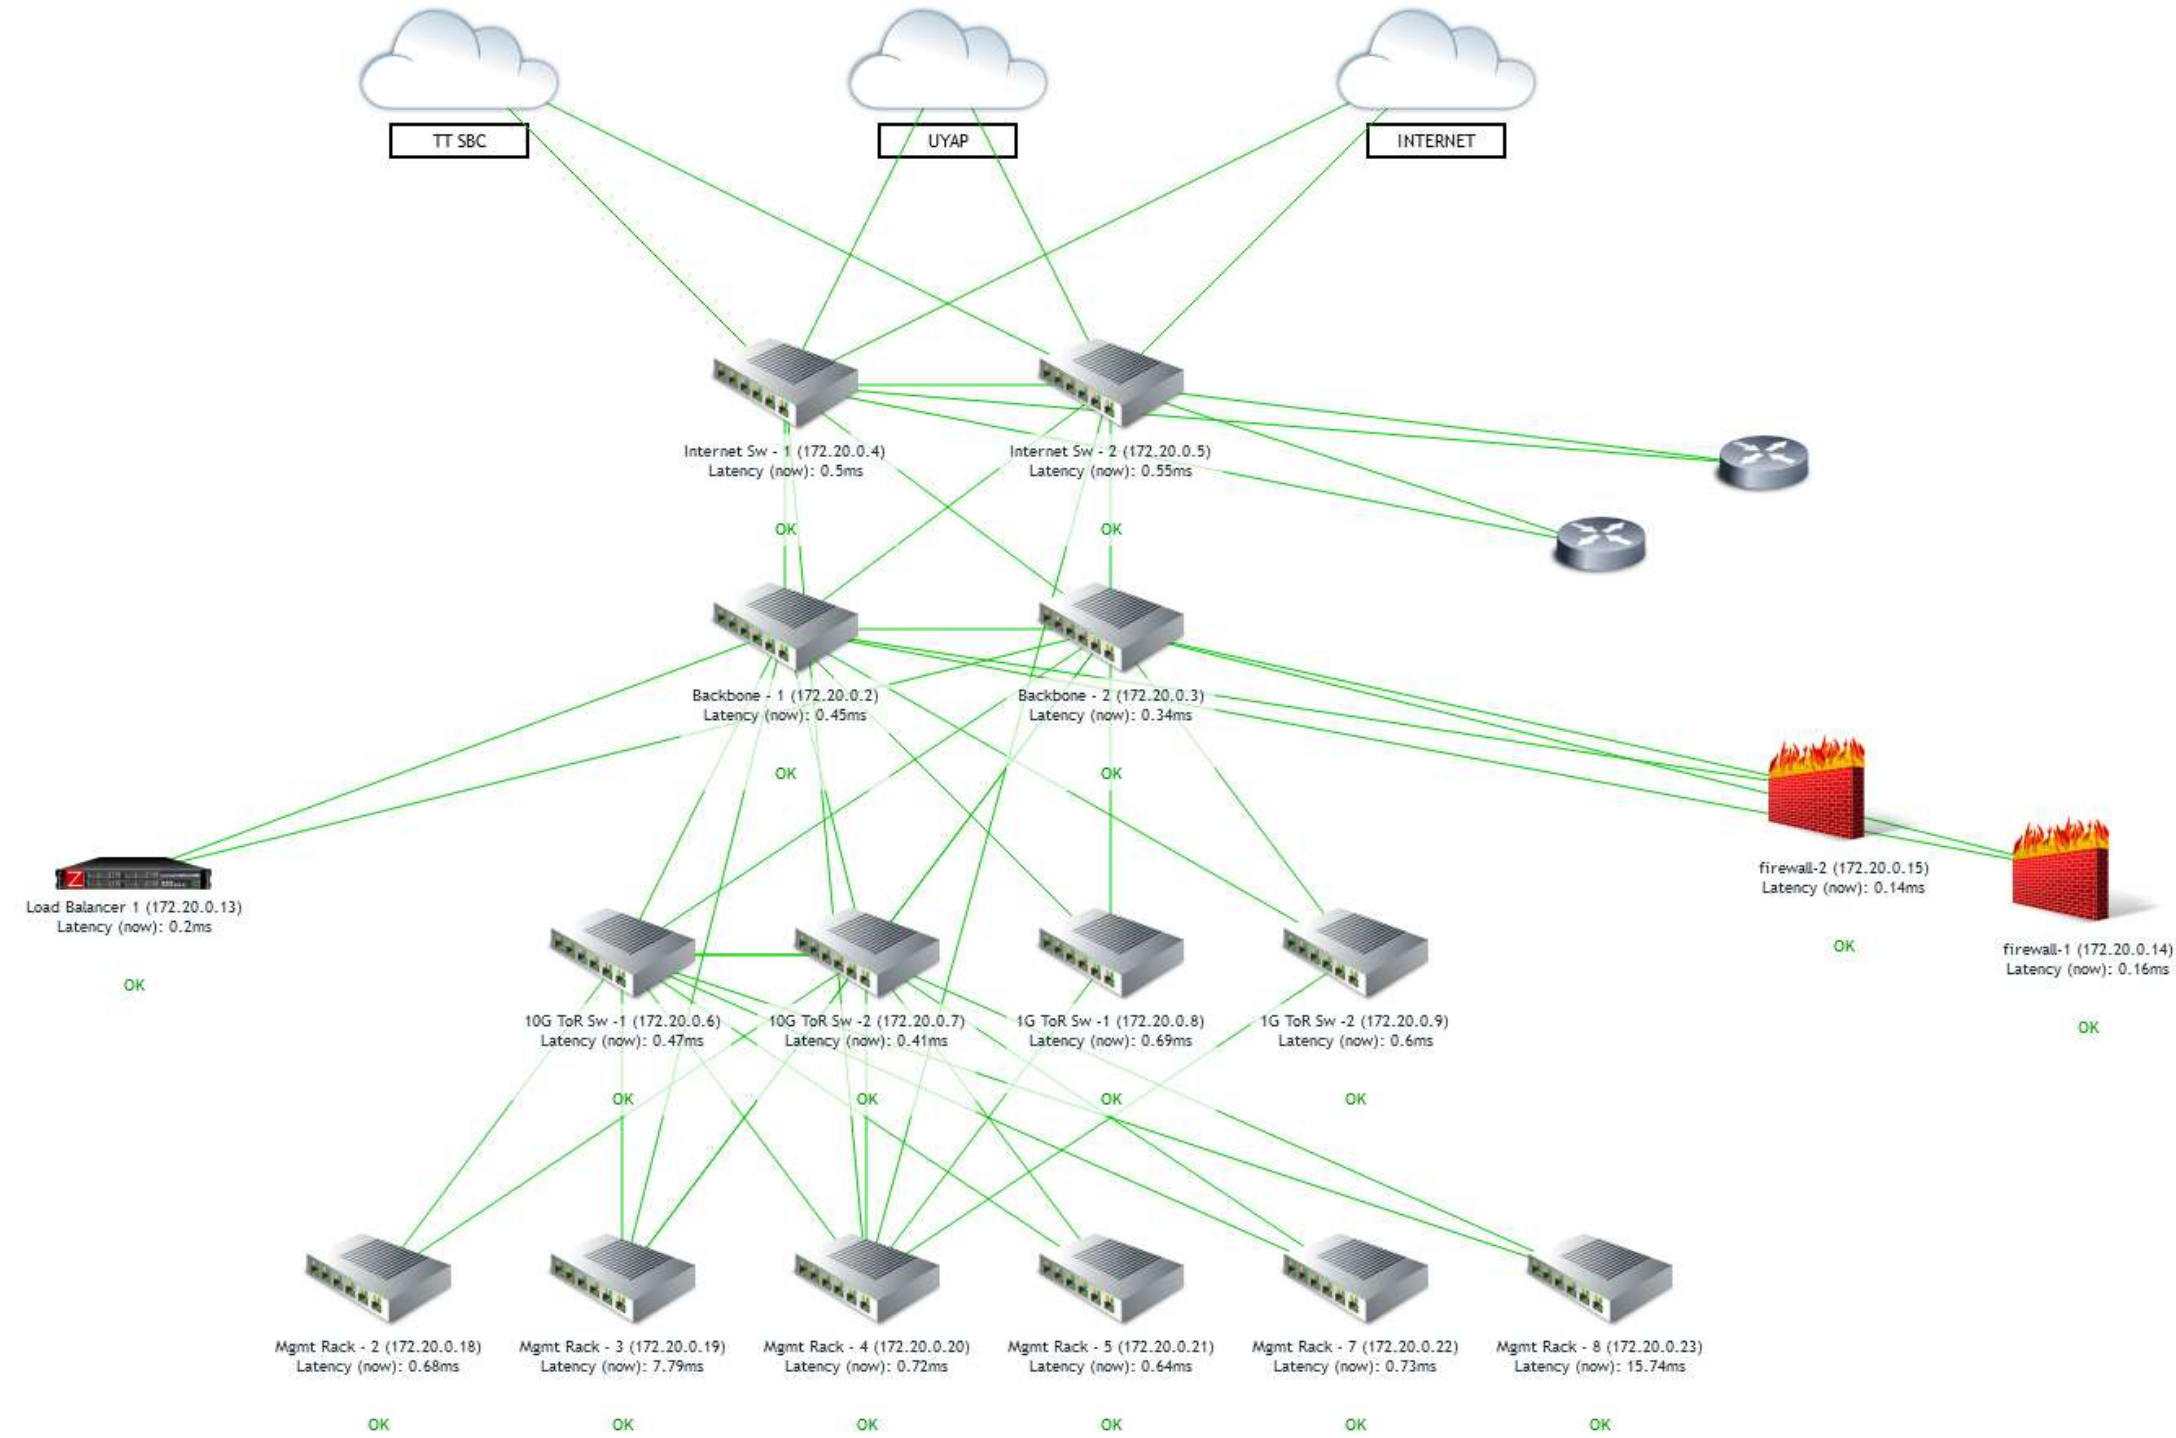 TT SBC
UYAP
INTERNET
Internet Sw - 1 (172.20.0.4)
Latency (now): 0.5ms
OK
Internet Sw - 2 (172.20.0.5)
Latency (now): 0.55ms
OK
Backbone - 1 (172.20.0.2)
Latency (now): 0.45ms
OK
Backbone - 2 (172.20.0.3)
Latency (now): 0.34ms
OK
Z
Load Balancer 1 (172.20.0.13)
Latency (now): 0.2ms
OK
firewall-2 (172.20.0.15)
Latency (now): 0.14ms
OK
firewall-1 (172.20.0.14)
Latency (now): 0.16ms
OK
10G ToR Sw -1 (172.20.0.6)
Latency (now): 0.47ms
OK
10G ToR Sw -2 (172.20.0.7)
Latency (now): 0.41ms
OK
1G ToR Sw -1 (172.20.0.8)
Latency (now): 0.69ms
OK
1G ToR Sw -2 (172.20.0.9)
Latency (now): 0.6ms
OK
Mgmt Rack - 2 (172.20.0.18)
Latency (now): 0.68ms
OK
Mgmt Rack - 3 (172.20.0.19)
Latency (now): 7.79ms
OK
Mgmt Rack - 4 (172.20.0.20)
Latency (now): 0.72ms
OK
Mgmt Rack - 5 (172.20.0.21)
Latency (now): 0.64ms
OK
Mgmt Rack - 7 (172.20.0.22)
Latency (now): 0.73ms
OK
Mgmt Rack - 8 (172.20.0.23)
Latency (now): 15.74ms
OK